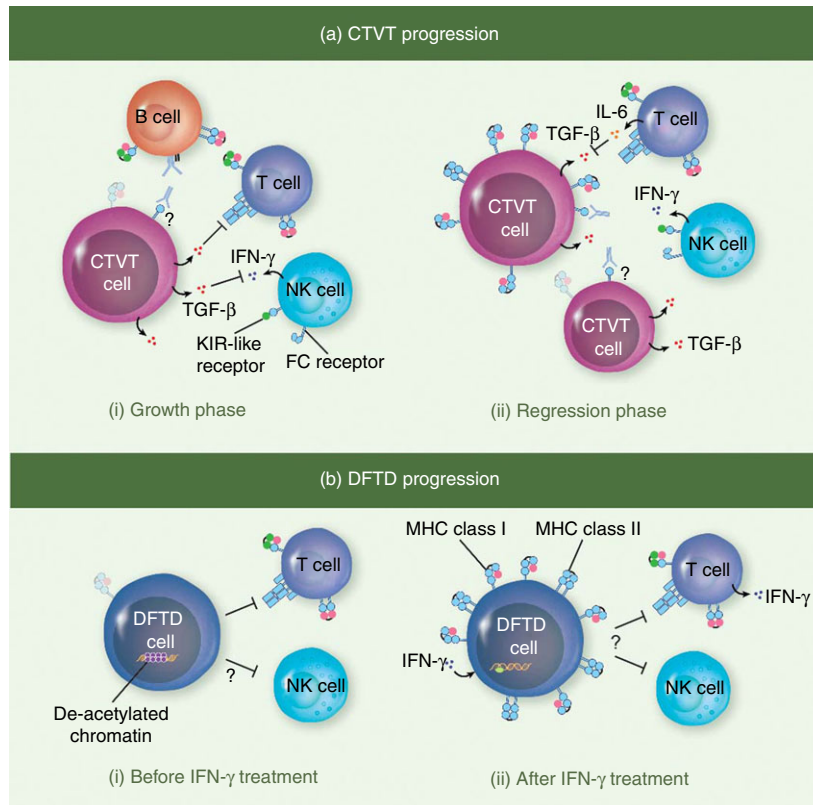 (a) CTVT progression
B cell
T cell
?
CTVT
cell
IFN-γ
TGF-β
NK cell
KIR-like
receptor
FC receptor
(i) Growth phase
IL-6
TGF-β
T cell
CTVT
cell
IFN-γ
NK cell
?
CTVT
cell
TGF-β
(ii) Regression phase
(b) DFTD progression
T cell
DFTD
cell
?
NK cell
De-acetylated
chromatin
(i) Before IFN-γ treatment
MHC class I
MHC class II
T cell
IFN-γ
DFTD
cell
?
IFN-γ
NK cell
(ii) After IFN-γ treatment